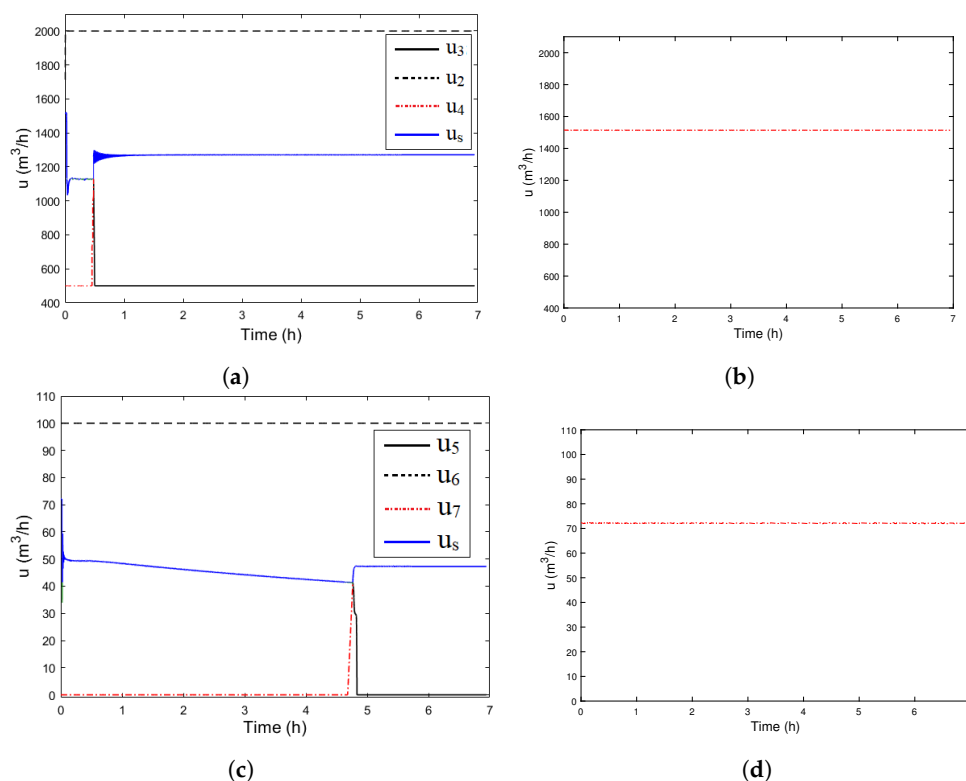 2000
1800
1600
1400
1200
1000
800
600
400
u (m³/h)
u₃
u₂
u₄
uₛ
0 1 2 3 4 5 6 7
Time (h)
(a)
2000
1800
1600
1400
1200
1000
800
600
400
u (m³/h)
0 1 2 3 4 5 6 7
Time (h)
(b)
110
100
90
80
70
60
50
40
30
20
10
0
u (m³/h)
u₅
u₆
u₇
uₛ
0 1 2 3 4 5 6 7
Time (h)
(c)
110
100
90
80
70
60
50
40
30
20
10
0
u (m³/h)
0 1 2 3 4 5 6
Time (h)
(d)